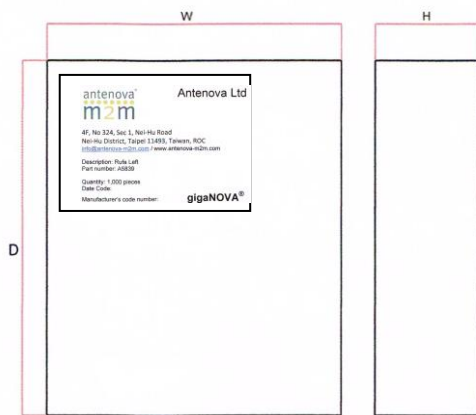 W
H
D
antenova®
m2m
Antenova Ltd
4F, No 324, Sec 1, Nei-Hu Road
Nei-Hu District, Taipei 11493, Taiwan, ROC
info@antenova-m2m.com / www.antenova-m2m.com
Description: Rufa Left
Part number: A5839
Quantity: 1,000 pieces
Date Code:
Manufacturer's code number:
gigaNOVA®